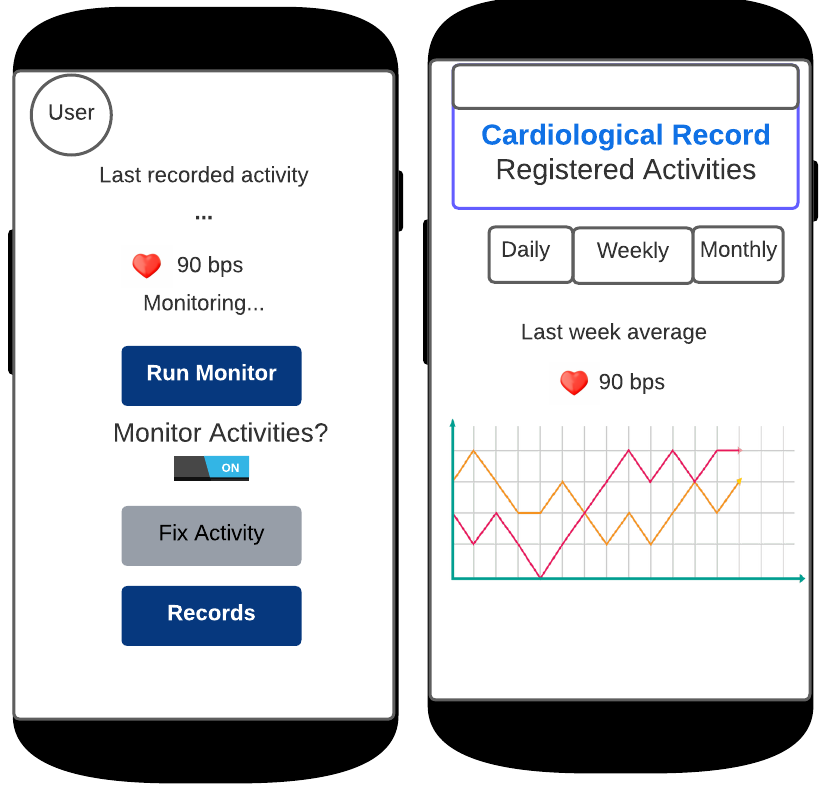 User
Last recorded activity
...
90 bps
Monitoring...
Run Monitor
Monitor Activities?
ON
Fix Activity
Records
Cardiological Record
Registered Activities
Daily Weekly Monthly
Last week average
90 bps